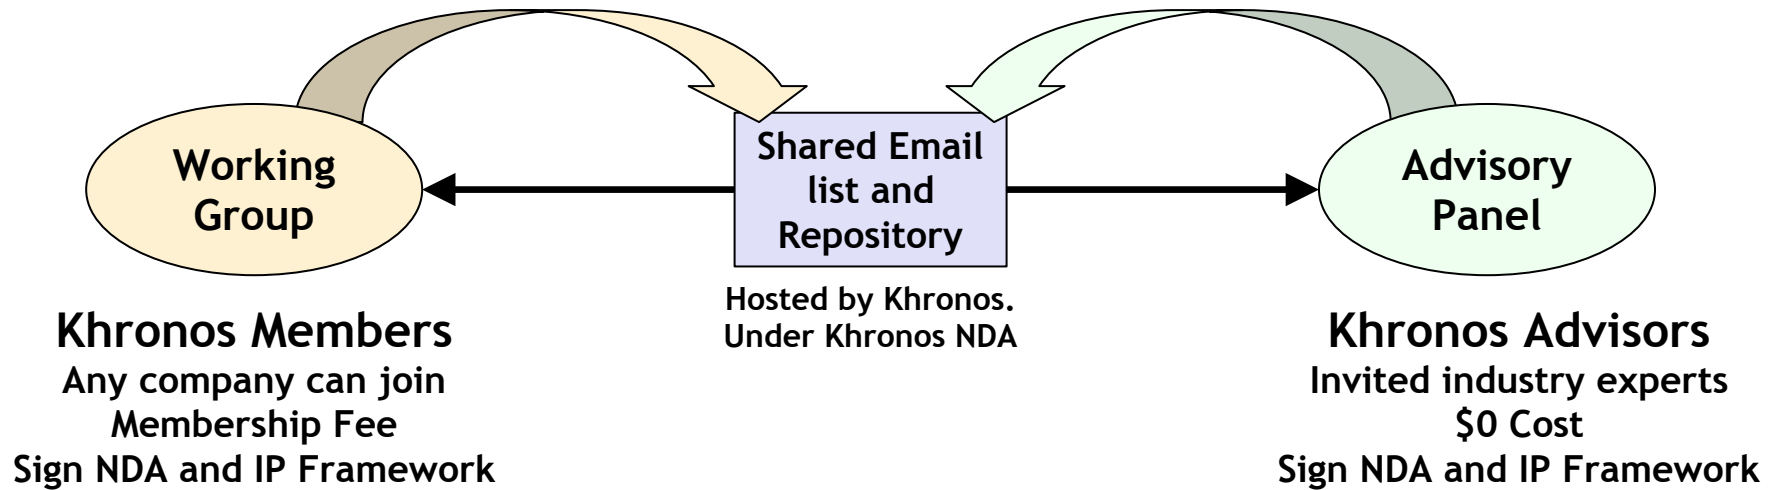 Working
Group
Shared Email
list and
Repository
Advisory
Panel
Hosted by Khronos.
Under Khronos NDA
Khronos Members
Any company can join
Membership Fee
Sign NDA and IP Framework
Khronos Advisors
Invited industry experts
$0 Cost
Sign NDA and IP Framework